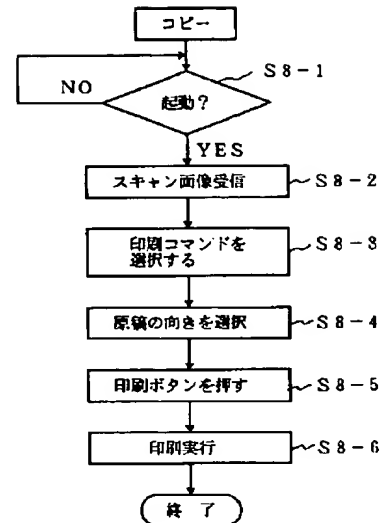 コピー
S8-1
NO
起動？
YES
スキャン画像受信
S8-2
印刷コマンドを
選択する
S8-3
原稿の向きを選択
S8-4
印刷ボタンを押す
S8-5
印刷実行
S8-6
終了